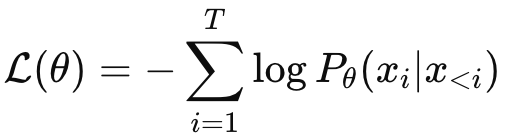 ℒ(θ) = − ∑_{i=1}^{T} log P_θ(x_i|x_{<i})